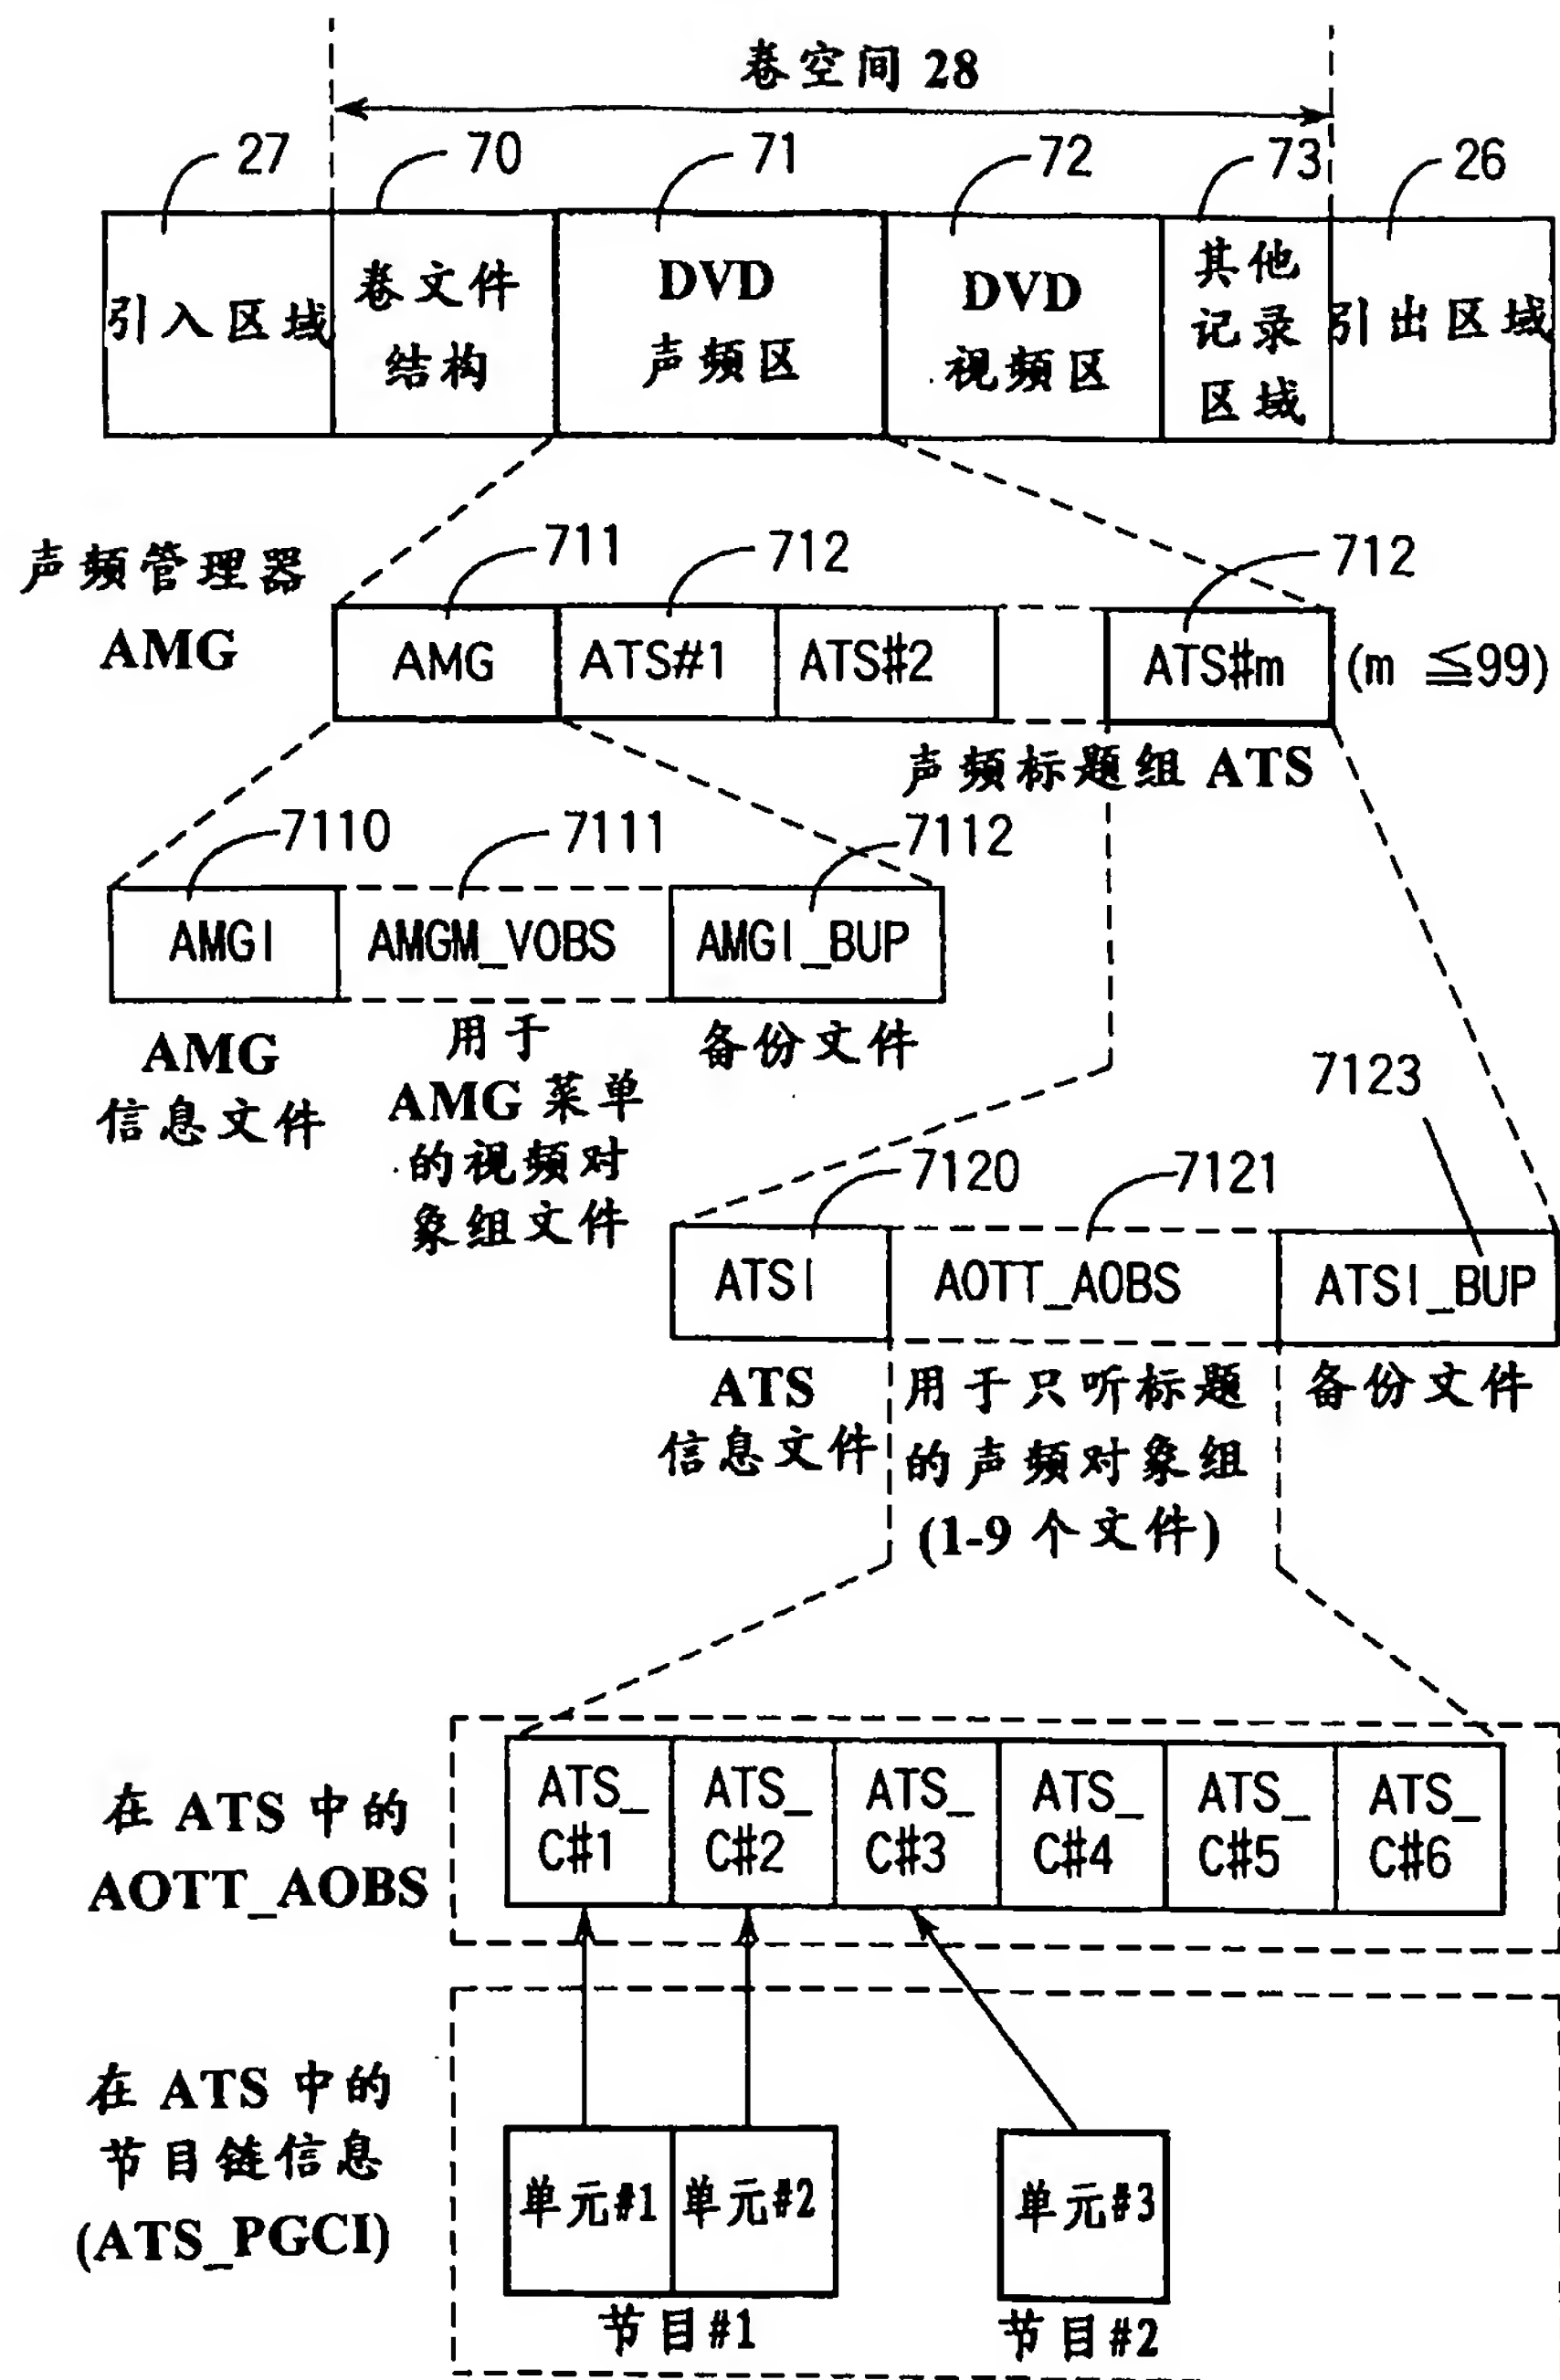 卷空间 28
27
70
71
72
73
26
引入区域
卷文件
结构
DVD
声频区
DVD
视频区
其他
记录
区域
引出区域
声频管理器
AMG
711
712
712
AMG
ATS#1
ATS#2
ATS#m
(m ≦99)
声频标题组 ATS
7110
7111
7112
AMGI
AMGM_VOBS
AMGI_BUP
AMG
信息文件
用于
AMG 菜单
的视频对
象组文件
备份文件
7123
7120
7121
ATSI
AOTT_AOBS
ATSI_BUP
ATS
信息文件
用于只听标题
的声频对象组
(1-9 个文件)
备份文件
在 ATS 中的
AOTT_AOBS
ATS_
C#1
ATS_
C#2
ATS_
C#3
ATS_
C#4
ATS_
C#5
ATS_
C#6
在 ATS 中的
节目链信息
(ATS_PGCI)
单元#1
单元#2
单元#3
节目#1
节目#2